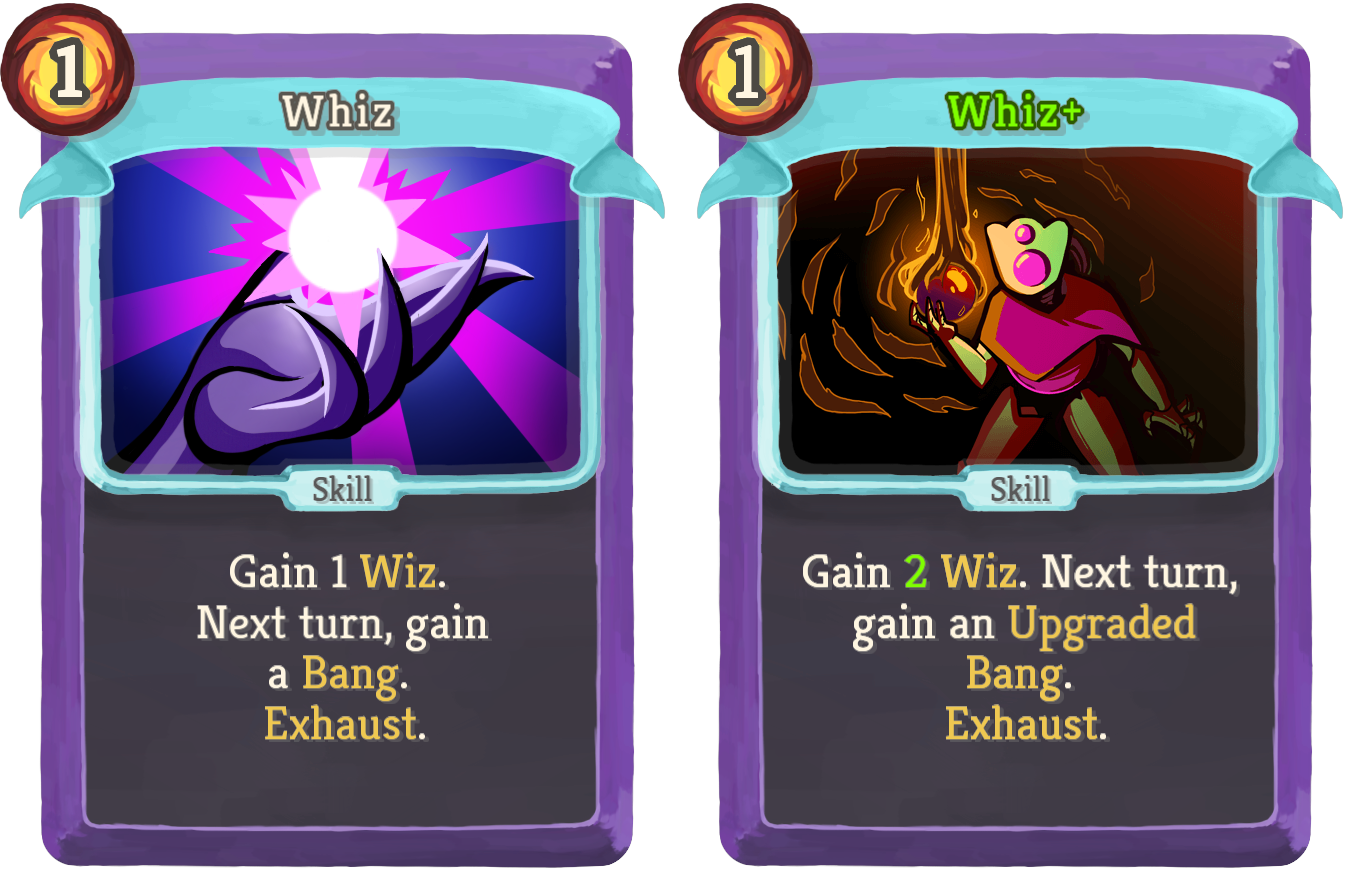 1
Whiz
Skill
Gain 1 Wiz.
Next turn, gain
a Bang.
Exhaust.
1
Whiz+
Skill
Gain 2 Wiz. Next turn,
gain an Upgraded
Bang.
Exhaust.